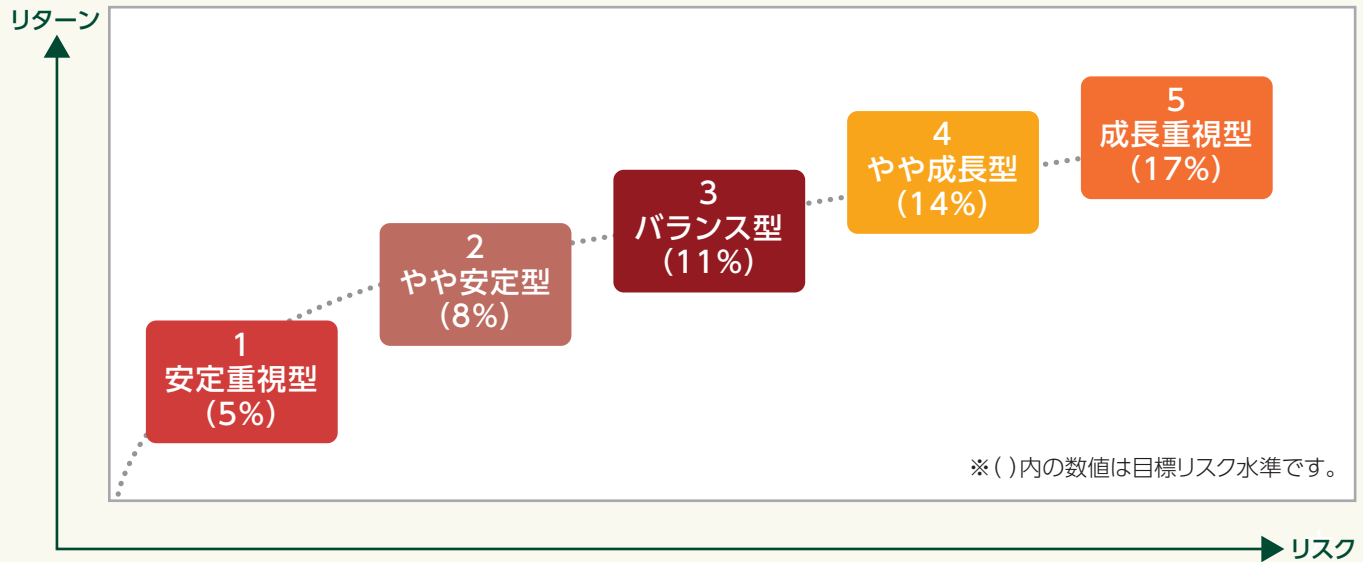 リターン
5
成長重視型
(17%)
4
やや成長型
(14%)
3
バランス型
(11%)
2
やや安定型
(8%)
1
安定重視型
(5%)
※( )内の数値は目標リスク水準です。
リスク